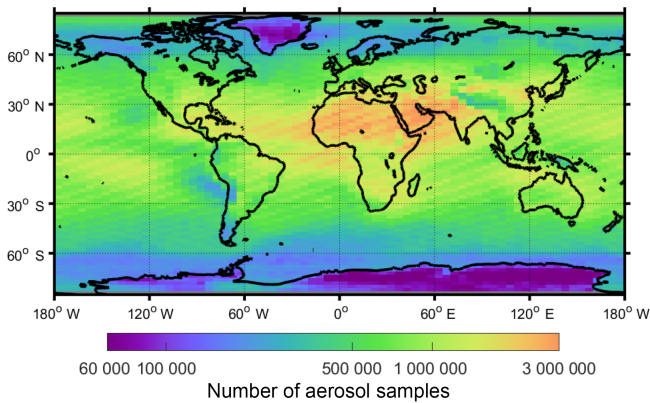 60° N
30° N
0°
30° S
60° S
180° W 120° W 60° W 0° 60° E 120° E 180° W
60 000 100 000 500 000 1 000 000 3 000 000
Number of aerosol samples